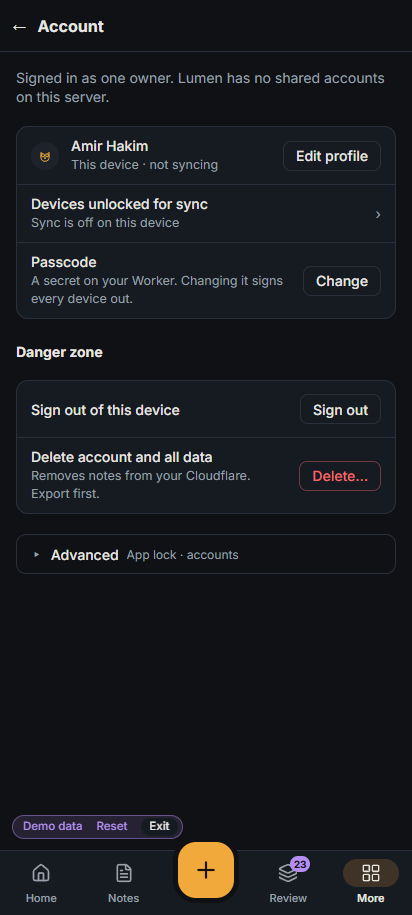 ← Account
Signed in as one owner. Lumen has no shared accounts
on this server.
Amir Hakim
This device · not syncing
Edit profile
Devices unlocked for sync
Sync is off on this device
›
Passcode
A secret on your Worker. Changing it signs
every device out.
Change
Danger zone
Sign out of this device
Sign out
Delete account and all data
Removes notes from your Cloudflare.
Export first.
Delete...
▸ Advanced App lock · accounts
Demo data Reset Exit
+
23
Home Notes Review More